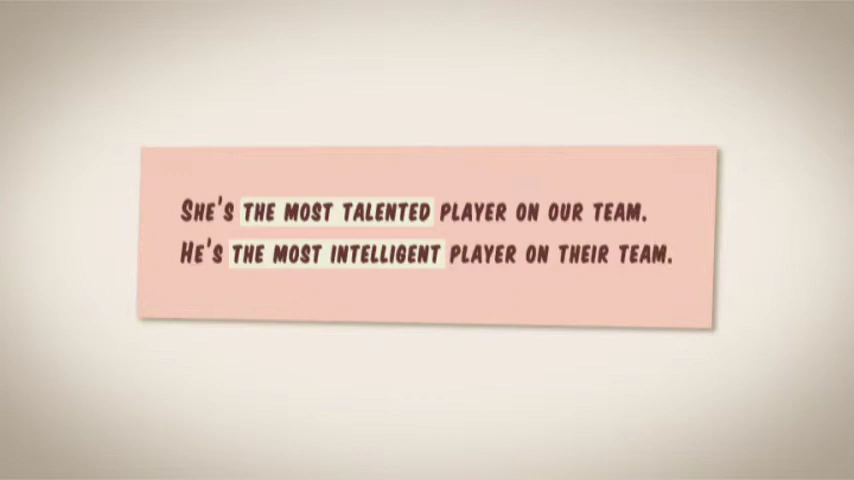 She's the most talented player on our team.
He's the most intelligent player on their team.